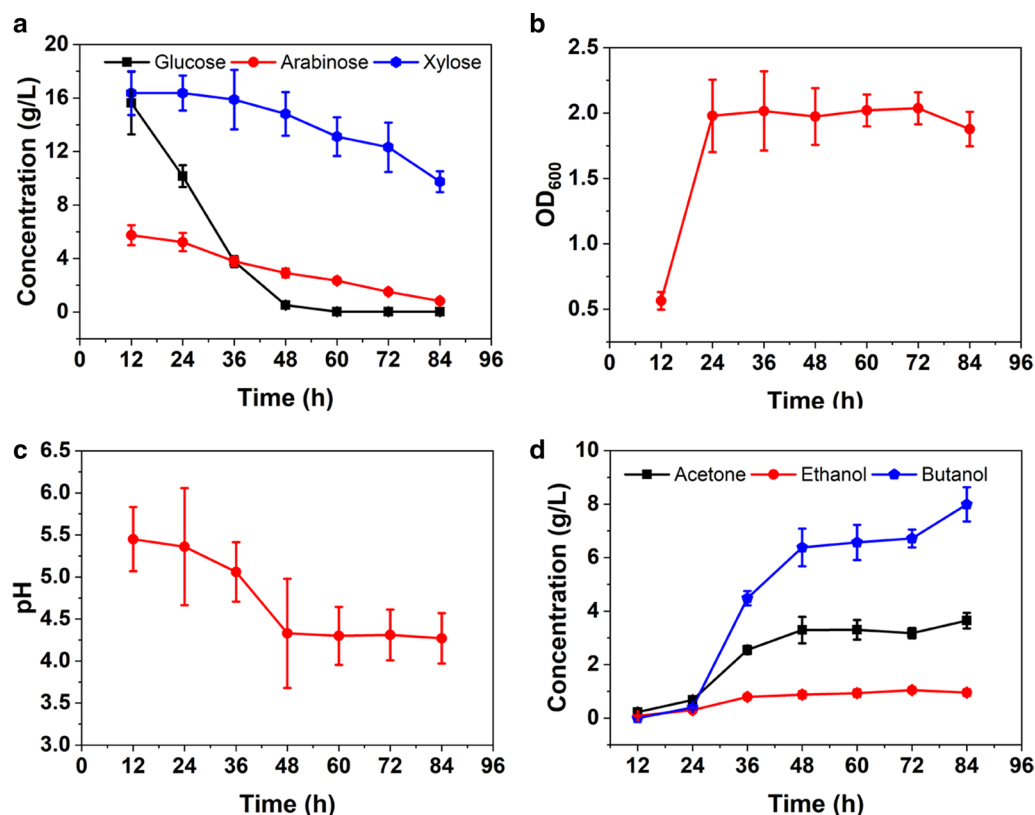 a
Glucose Arabinose Xylose
Concentration (g/L)
20
16
12
8
4
0
0 12 24 36 48 60 72 84 96
Time (h)
b
OD600
2.5
2.0
1.5
1.0
0.5
0 12 24 36 48 60 72 84 96
Time (h)
c
pH
6.5
6.0
5.5
5.0
4.5
4.0
3.5
3.0
0 12 24 36 48 60 72 84 96
Time (h)
d
Acetone Ethanol Butanol
Concentration (g/L)
10
8
6
4
2
0
12 24 36 48 60 72 84 96
Time (h)